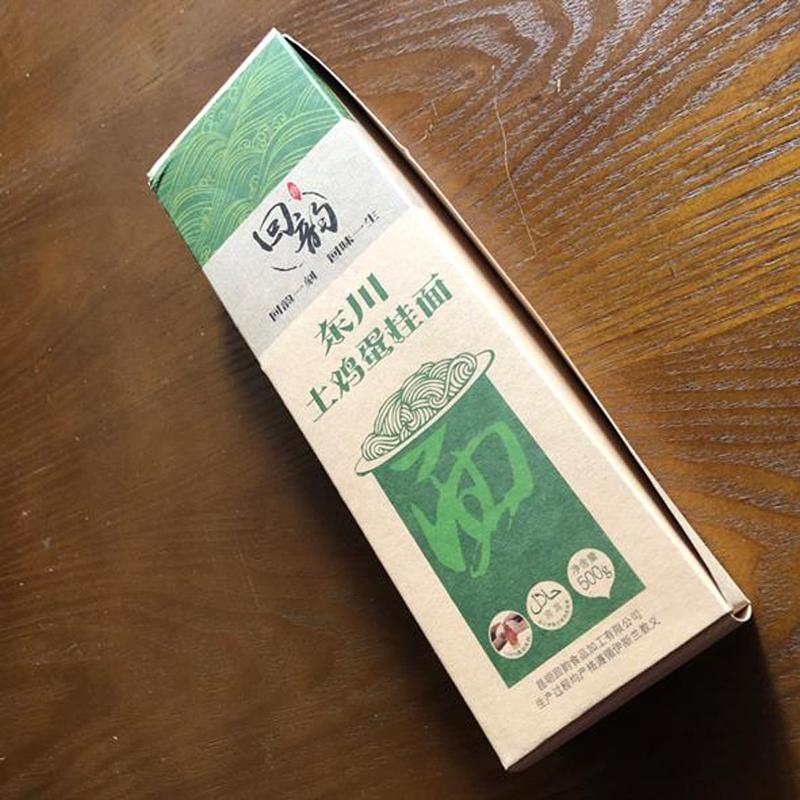 回韵
回韵一刻 回味一生
东川
土鸡蛋挂面
面
حلال
清真
净含量
500g
昆明回韵食品加工有限公司
生产过程均严格遵循伊斯兰教义